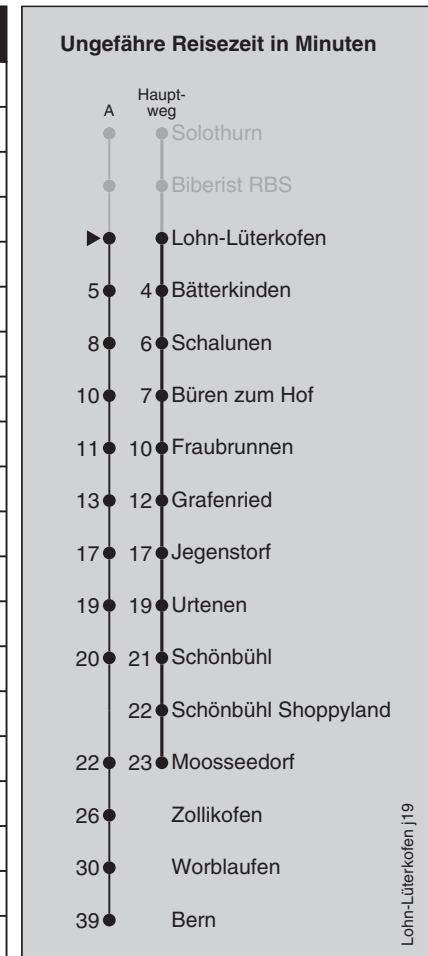 Ungefähre Reisezeit in Minuten
A Haupt-
weg
Solothurn
Biberist RBS
Lohn-Lüterkofen
5 4 Bätterkinden
8 6 Schalunen
10 7 Büren zum Hof
11 10 Fraubrunnen
13 12 Grafenried
17 17 Jegenstorf
19 19 Urtenen
20 21 Schönbühl
22 Schönbühl Shoppyland
22 23 Moosseedorf
26 Zollikofen
30 Worblaufen
39 Bern
Lohn-Lüterkofen j19